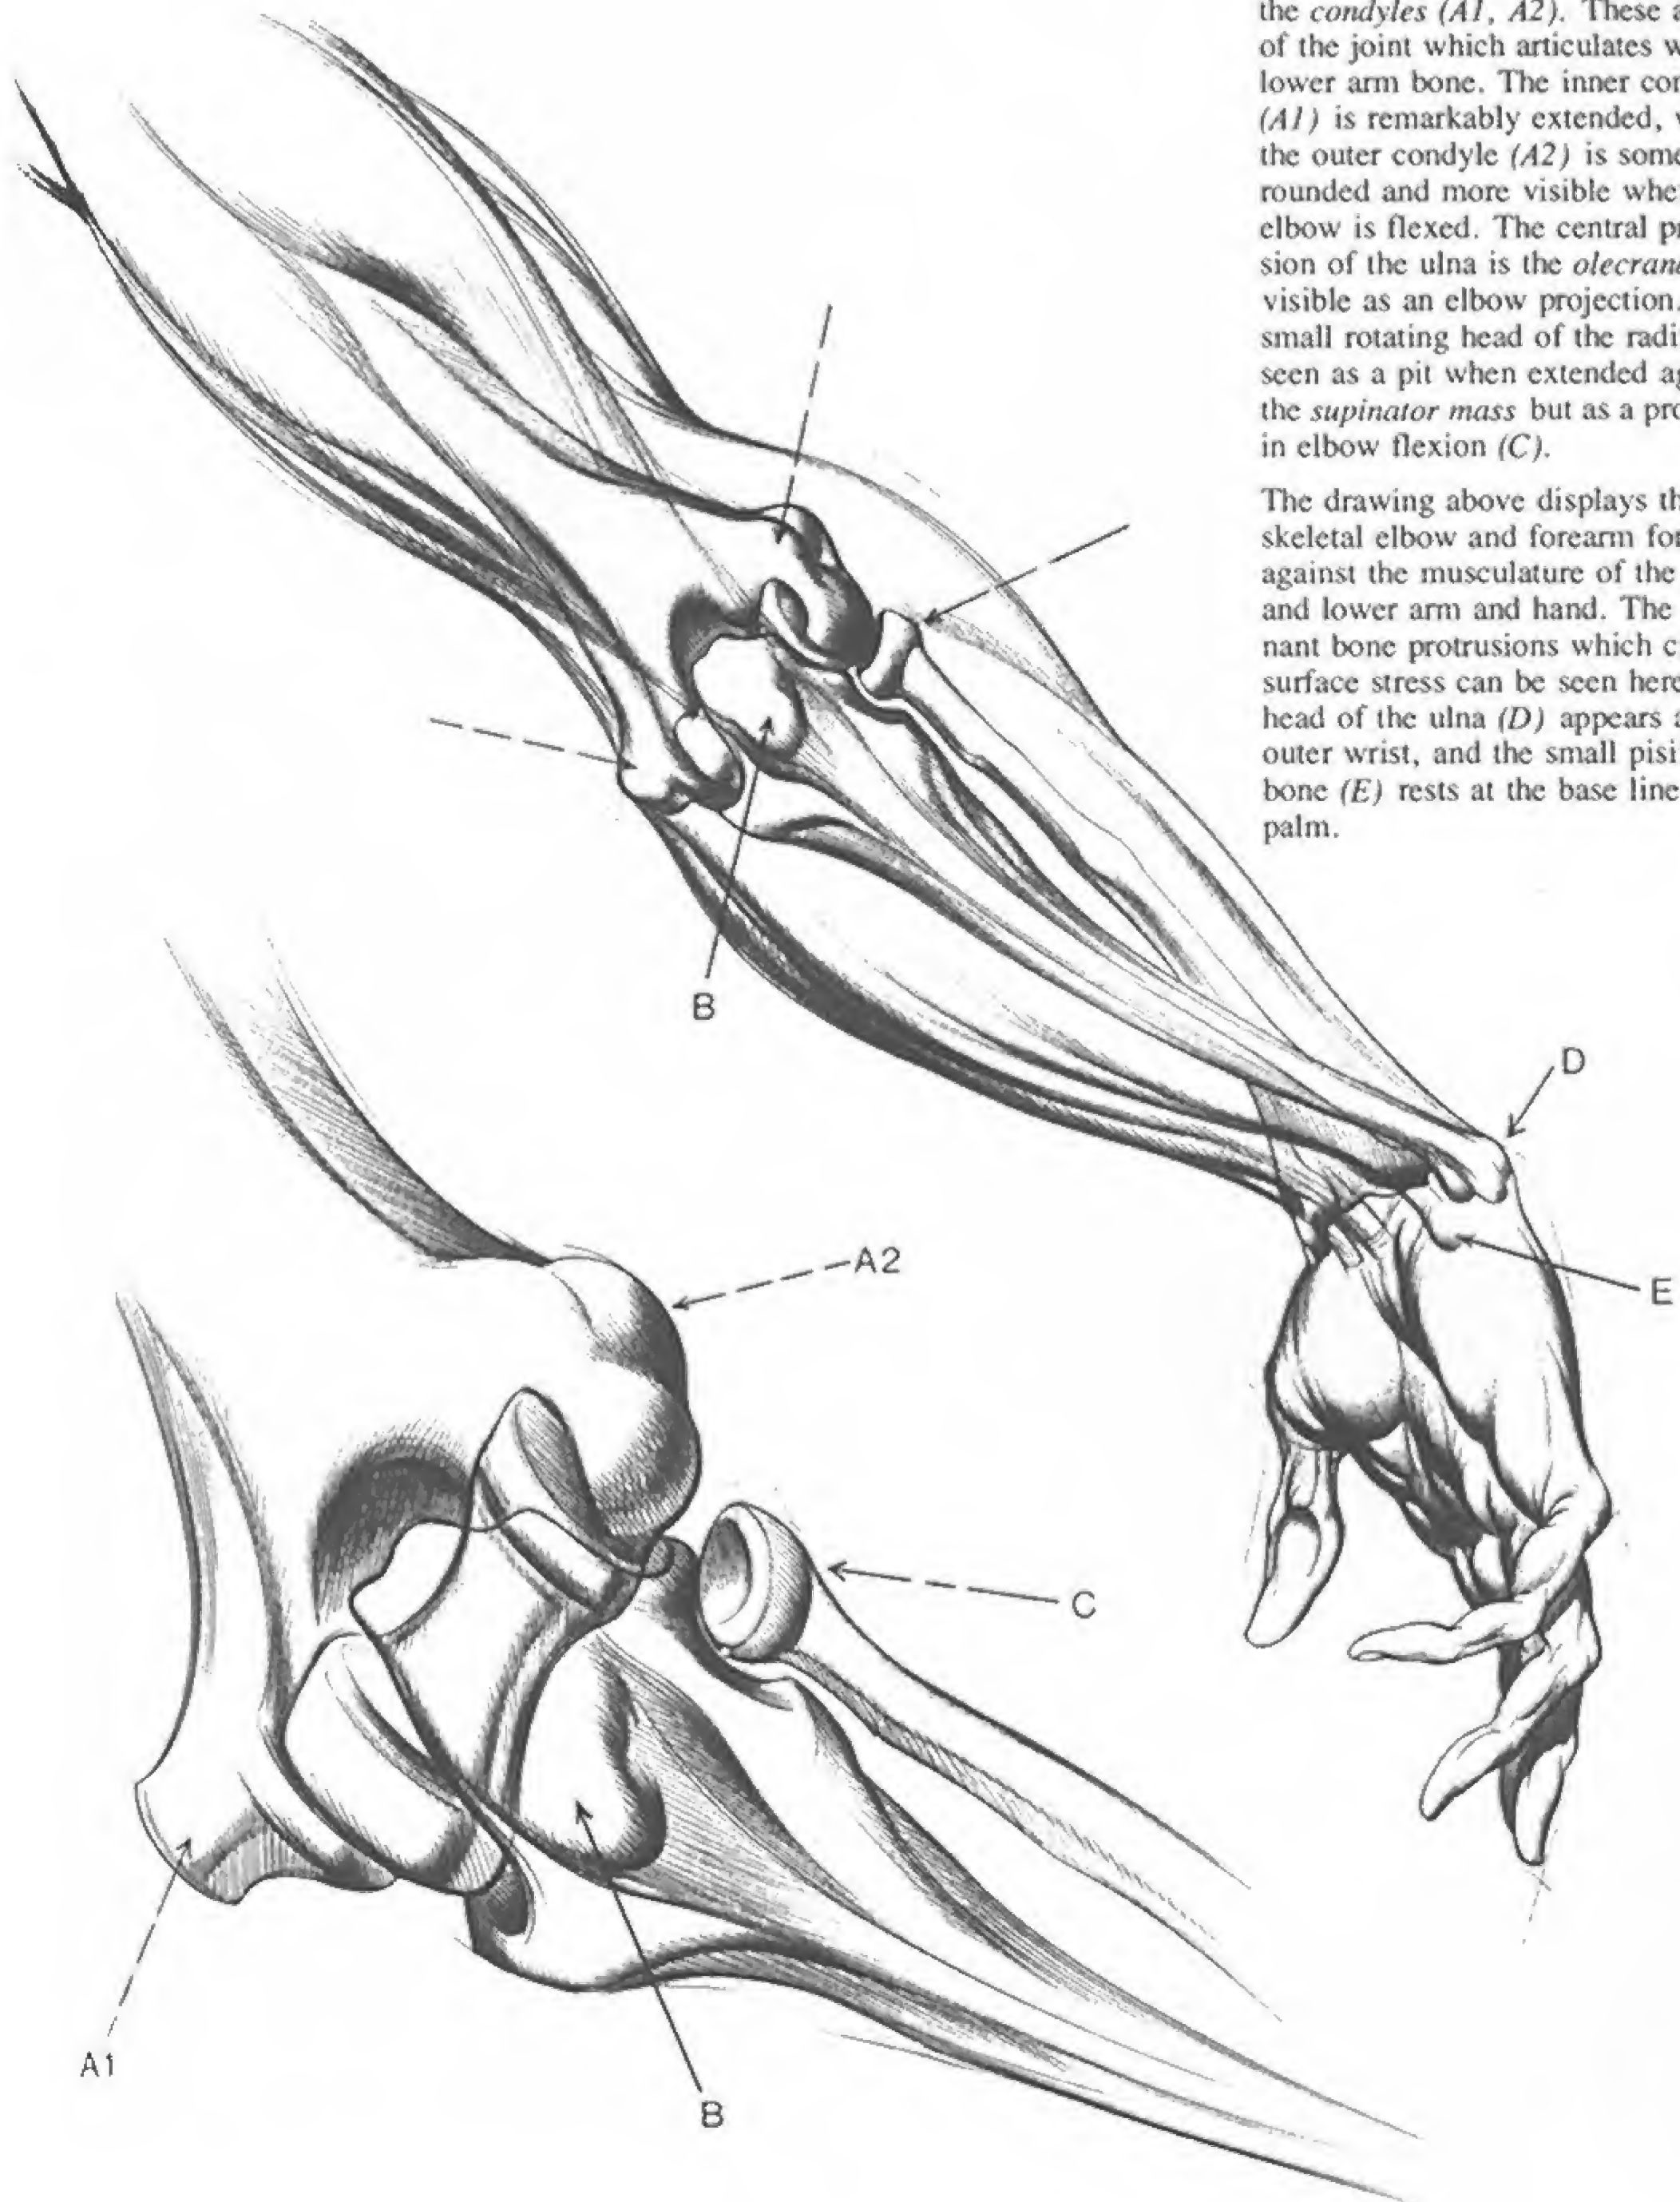 the condyles (A1, A2). These a
of the joint which articulates w
lower arm bone. The inner con
(A1) is remarkably extended, v
the outer condyle (A2) is some
rounded and more visible whe
elbow is flexed. The central pr
sion of the ulna is the olecran
visible as an elbow projection.
small rotating head of the radi
seen as a pit when extended ag
the supinator mass but as a pro
in elbow flexion (C).
The drawing above displays th
skeletal elbow and forearm for
against the musculature of the
and lower arm and hand. The
nant bone protrusions which c
surface stress can be seen here
head of the ulna (D) appears a
outer wrist, and the small pisi
bone (E) rests at the base line
palm.
B
D
A2
E
C
A1
B